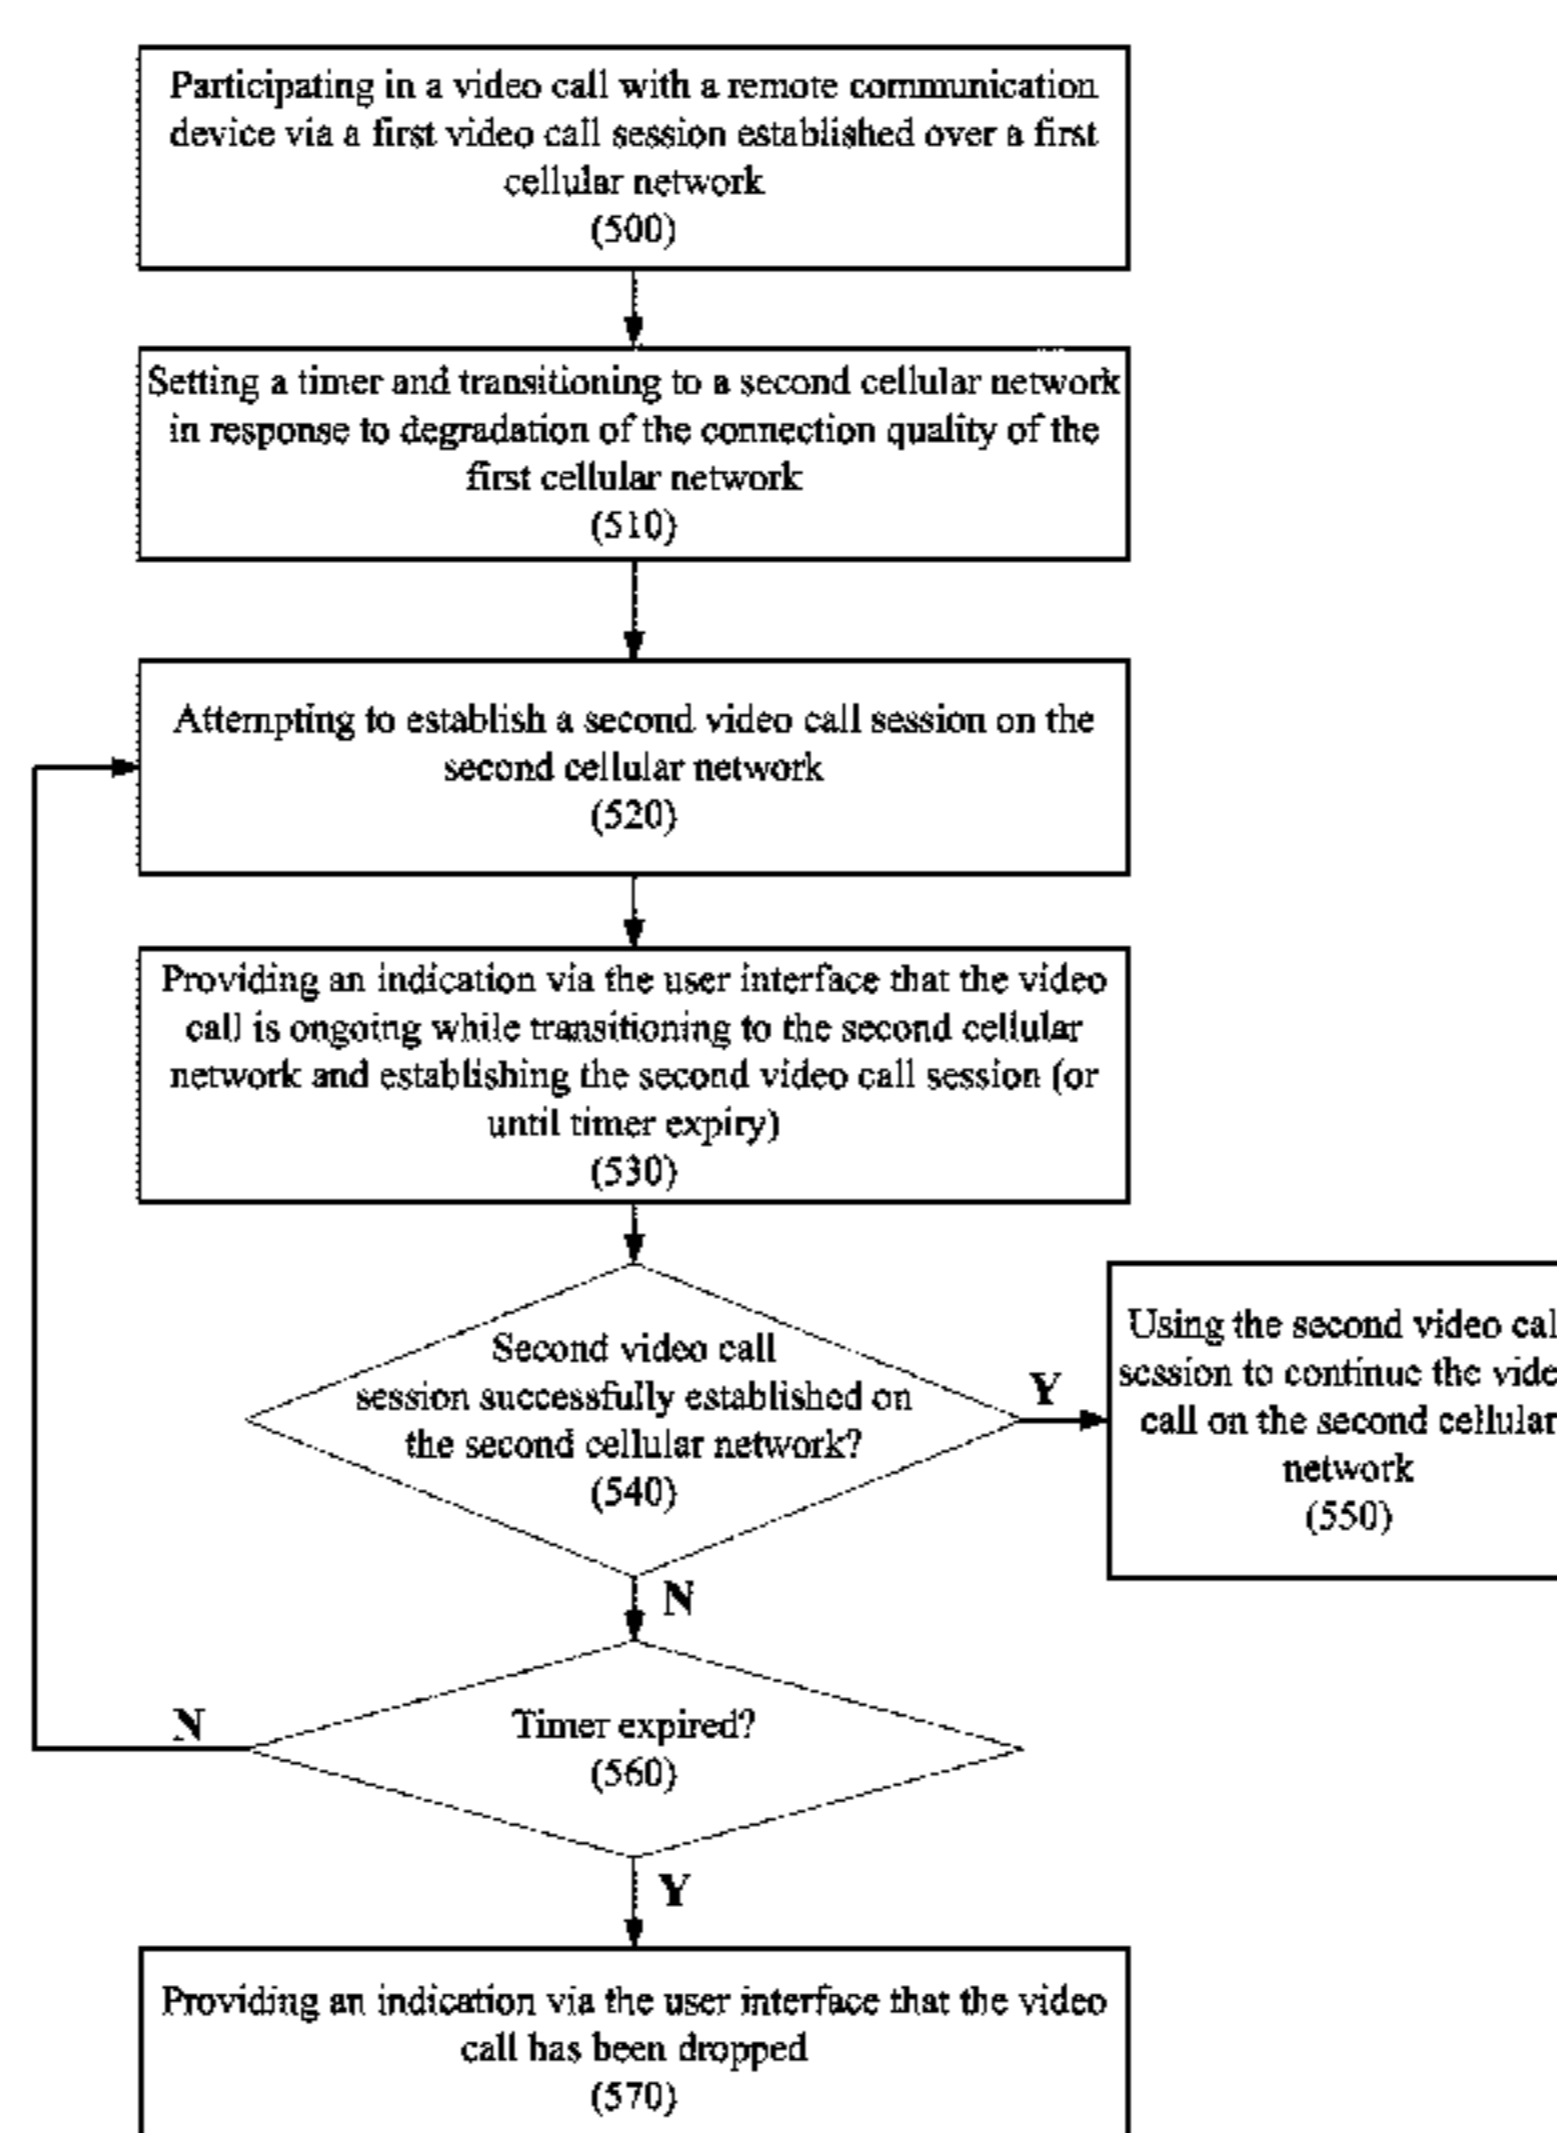 Participating in a video call with a remote communication
device via a first video call session established over a first
cellular network
(500)
Setting a timer and transitioning to a second cellular network
in response to degradation of the connection quality of the
first cellular network
(510)
Attempting to establish a second video call session on the
second cellular network
(520)
Providing an indication via the user interface that the video
call is ongoing while transitioning to the second cellular
network and establishing the second video call session (or
until timer expiry)
(530)
Second video call
session successfully established on
the second cellular network?
(540)
Y
Using the second video cal
session to continue the vide
call on the second cellular
network
(550)
N
Timer expired?
(560)
N
Y
Providing an indication via the user interface that the video
call has been dropped
(570)